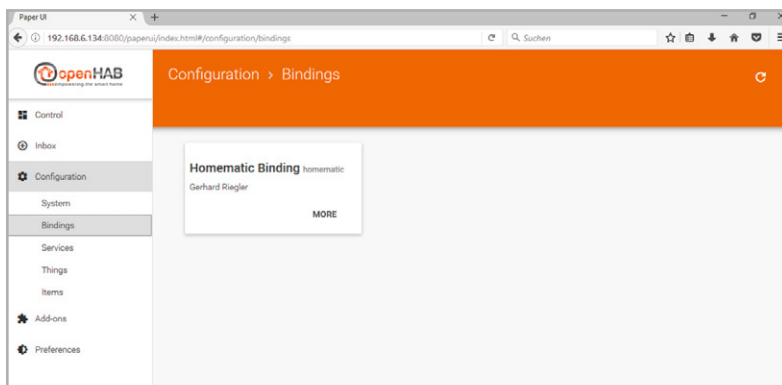 Paper UI
192.168.6.134:8080/paperui/index.html#/configuration/bindings
Suchen
openHAB
empowering the smart home
Configuration > Bindings
Control
Inbox
Configuration
System
Bindings
Services
Things
Items
Add-ons
Preferences
Homematic Binding homematic
Gerhard Riegler
MORE